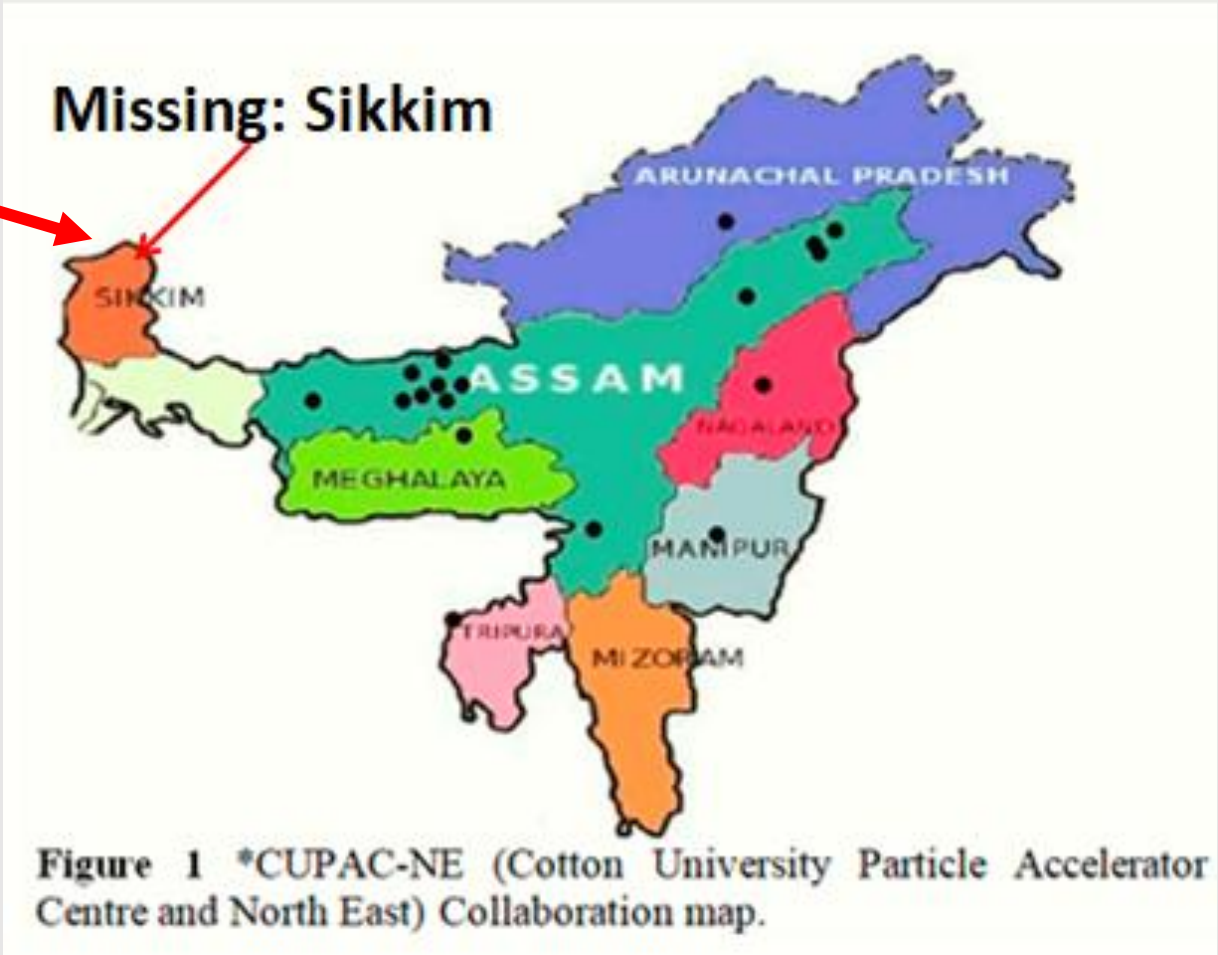 Missing: Sikkim
ARUNACHAL PRADESH
SIKKIM
ASSAM
NAGALAND
MEGHALAYA
MANIPUR
TRIPURA
MIZORAM
Figure 1 *CUPAC-NE (Cotton University Particle Accelerator
Centre and North East) Collaboration map.